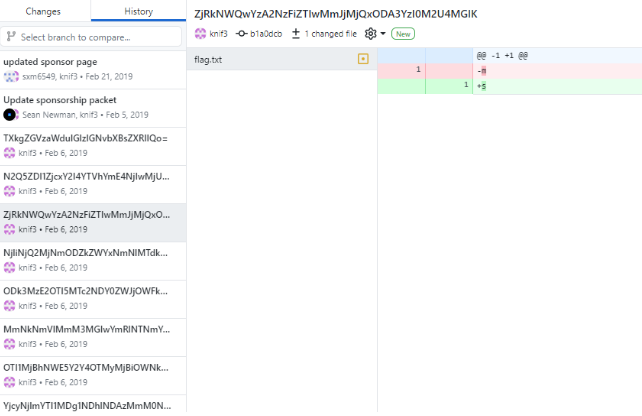 Changes
History
Select branch to compare...
updated sponsor page
sxm6549, knif3 • Feb 21, 2019
Update sponsorship packet
Sean Newman, knif3 • Feb 5, 2019
TXkgZGVzaWduIGlzIGNvbXBsZXRlIQo=
knif3 • Feb 6, 2019
N2Q5ZDI1ZjcxY2I4YTVhYmE4NjIwMjU...
knif3 • Feb 6, 2019
ZjRkNWQwYzA2NzFiZTIwMmJjMjQxO...
knif3 • Feb 6, 2019
NjliNjQ2MjNmODZkZWYxNmNlMTdk...
knif3 • Feb 6, 2019
ODk3MzE2OTI5MTc2NDY0ZWJjOWFk...
knif3 • Feb 6, 2019
MmNkNmVlMmM3MGIwYmRlNTNmY...
knif3 • Feb 6, 2019
OTI1MjBhNWE5Y2Y4OTMyMjBiOWNk...
knif3 • Feb 6, 2019
YjcyNjlmYTI1MDg1NDhlNDAzMmM0N...
ZjRkNWQwYzA2NzFiZTIwMmJjMjQxODA3YzI0M2U4MGIK
knif3 b1a0dcb 1 changed file New
flag.txt
@@ -1 +1 @@
1 -m
1 +s